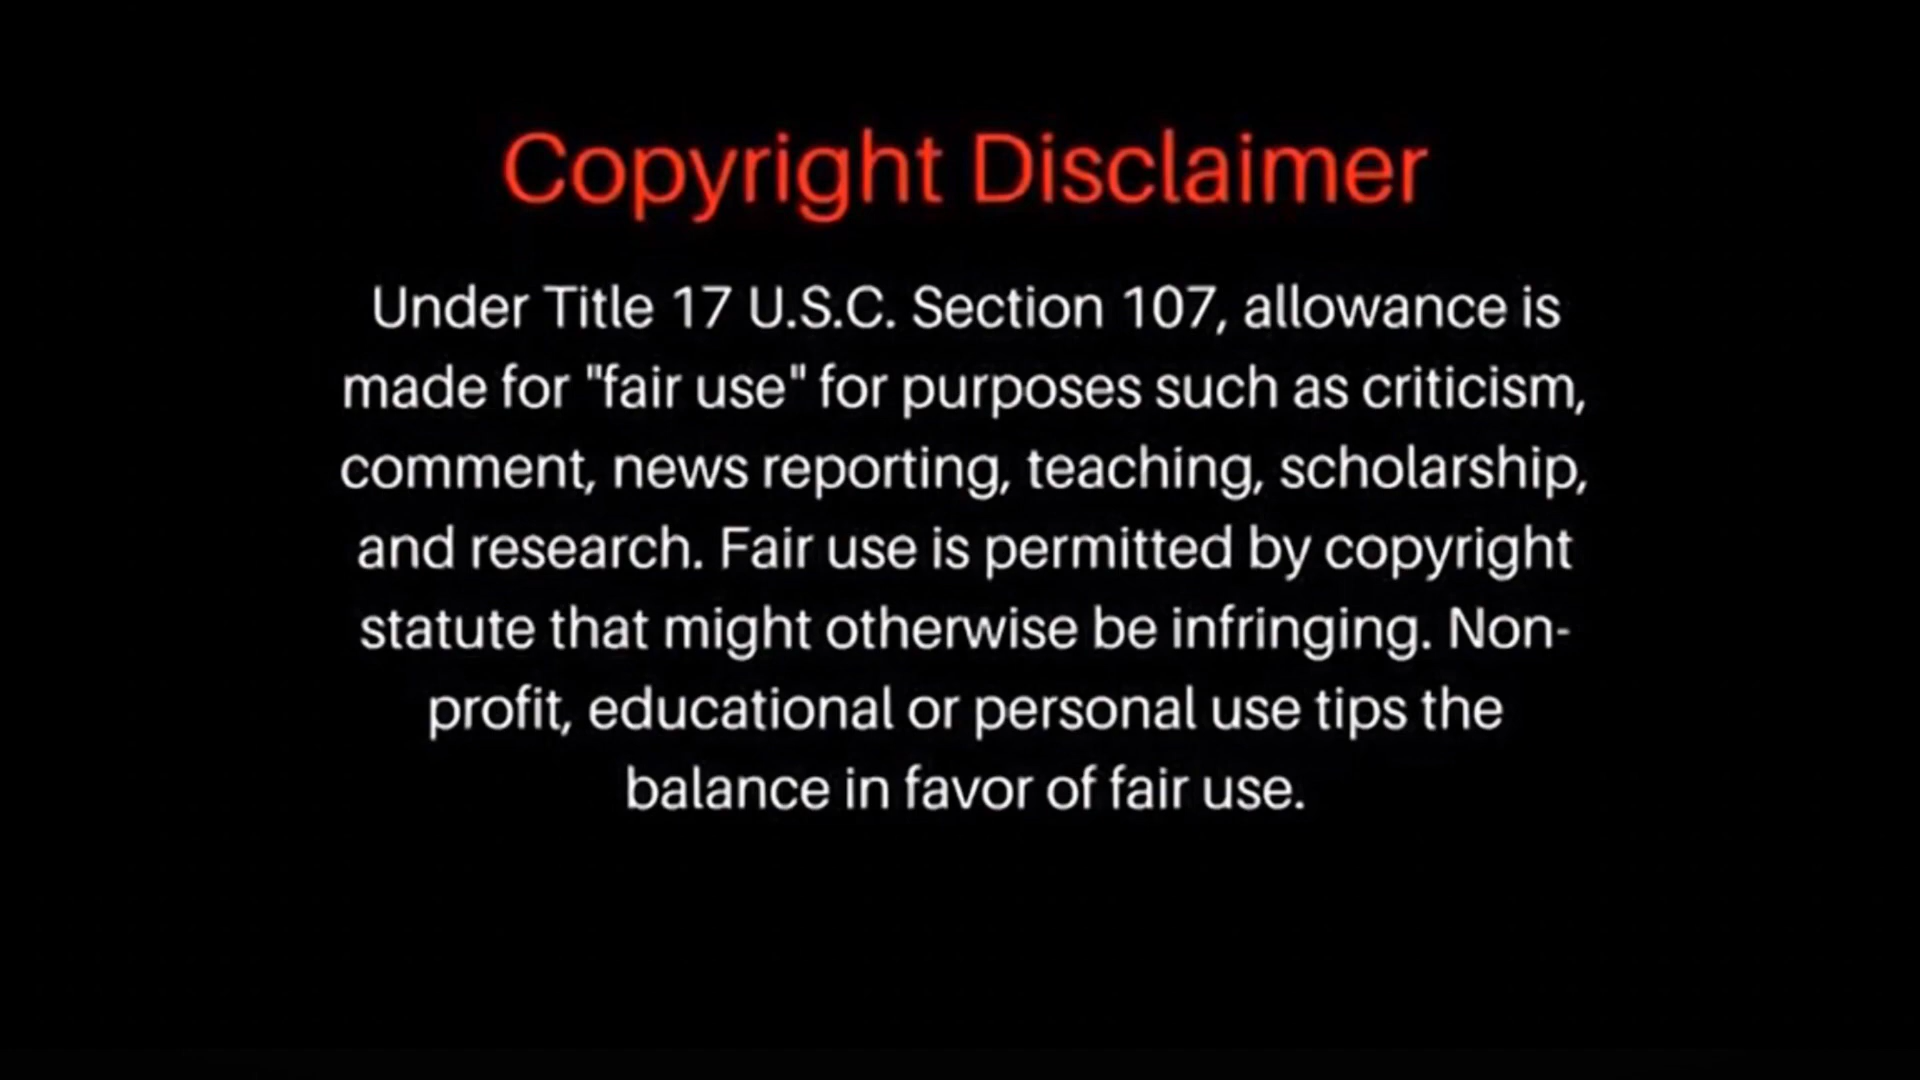 Copyright Disclaimer
Under Title 17 U.S.C. Section 107, allowance is
made for "fair use" for purposes such as criticism,
comment, news reporting, teaching, scholarship,
and research. Fair use is permitted by copyright
statute that might otherwise be infringing. Non-
profit, educational or personal use tips the
balance in favor of fair use.